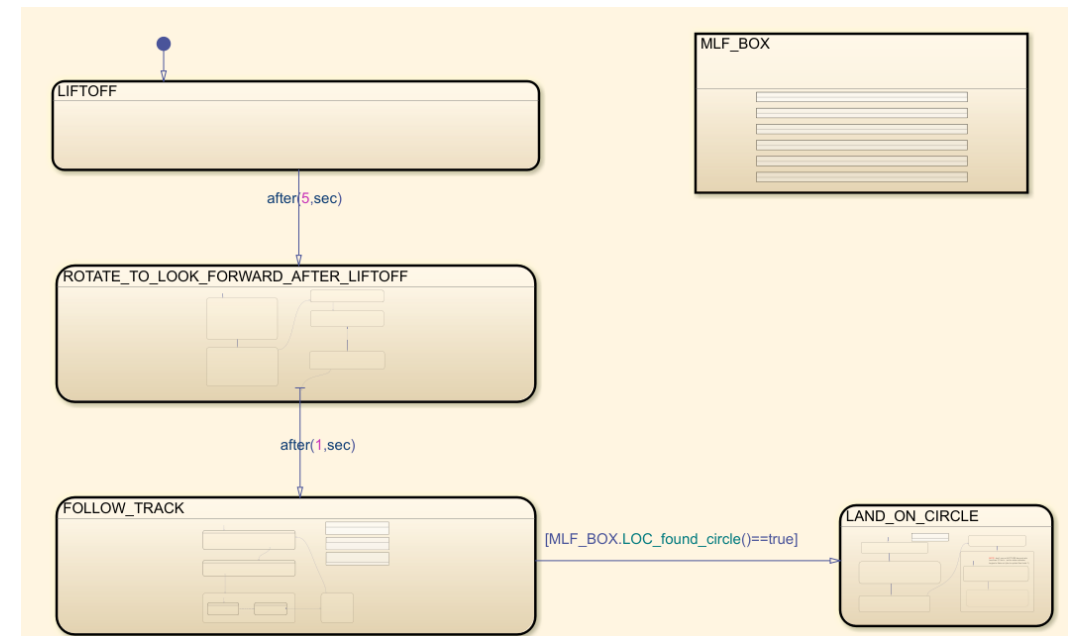 MLF_BOX
LIFTOFF
after(5,sec)
ROTATE_TO_LOOK_FORWARD_AFTER_LIFTOFF
after(1,sec)
FOLLOW_TRACK
[MLF_BOX.LOC_found_circle()==true]
LAND_ON_CIRCLE